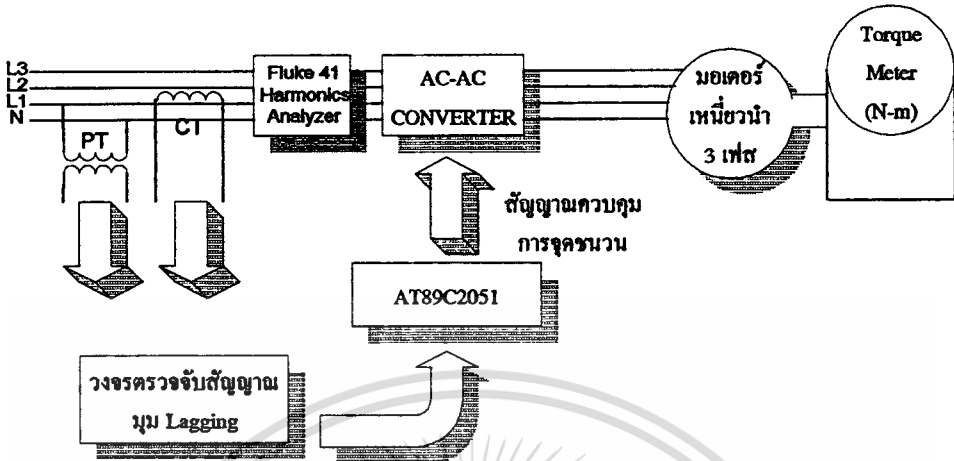 L3
L2
L1
N
PT
CT
Fluke 41
Harmonics
Analyzer
AC-AC
CONVERTER
มอเตอร์
เหนี่ยวนำ
3 เฟส
Torque
Meter
(N-m)
สัญญาณควบคุม
การจุดชนวน
AT89C2051
วงจรตรวจจับสัญญาณ
มุม Lagging